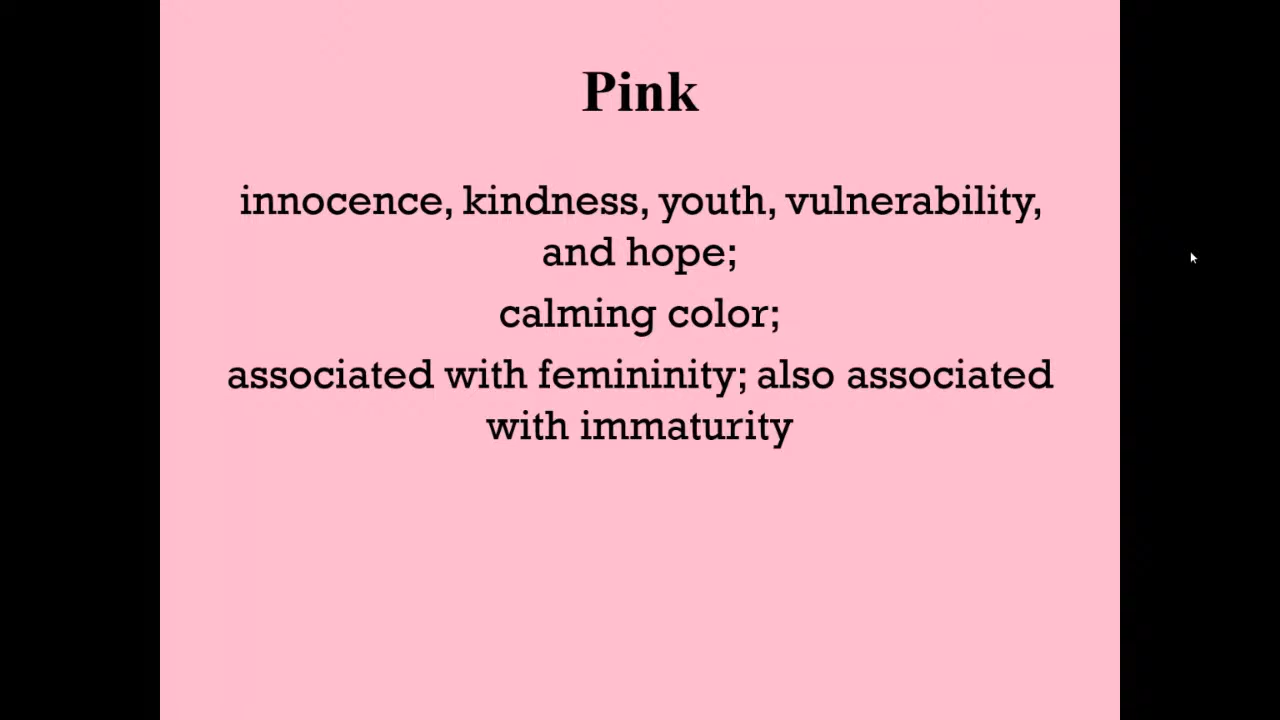 Pink
innocence, kindness, youth, vulnerability,
and hope;
calming color;
associated with femininity; also associated
with immaturity